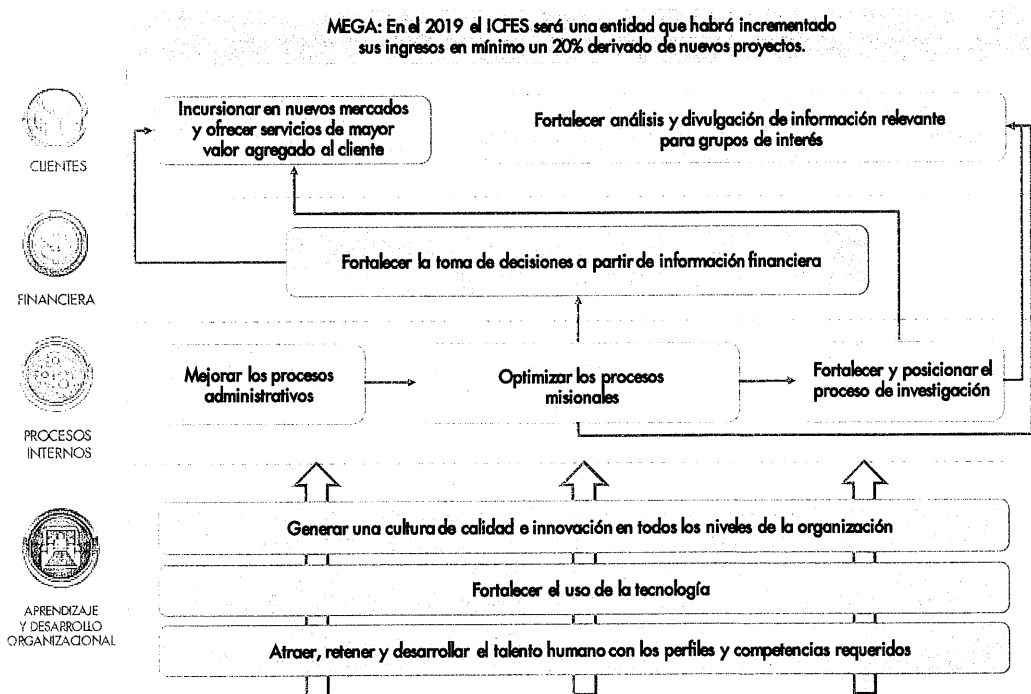 MEGA: En el 2019 el ICFES será una entidad que habrá incrementado
sus ingresos en mínimo un 20% derivado de nuevos proyectos.
CLIENTES
Incursionar en nuevos mercados
y ofrecer servicios de mayor
valor agregado al cliente
Fortalecer análisis y divulgación de información relevante
para grupos de interés
FINANCIERA
Fortalecer la toma de decisiones a partir de información financiera
PROCESOS
INTERNOS
Mejorar los procesos
administrativos
Optimizar los procesos
misionales
Fortalecer y posicionar el
proceso de investigación
APRENDIZAJE
Y DESARROLLO
ORGANIZACIONAL
Generar una cultura de calidad e innovación en todos los niveles de la organización
Fortalecer el uso de la tecnología
Atraer, retener y desarrollar el talento humano con los perfiles y competencias requeridos